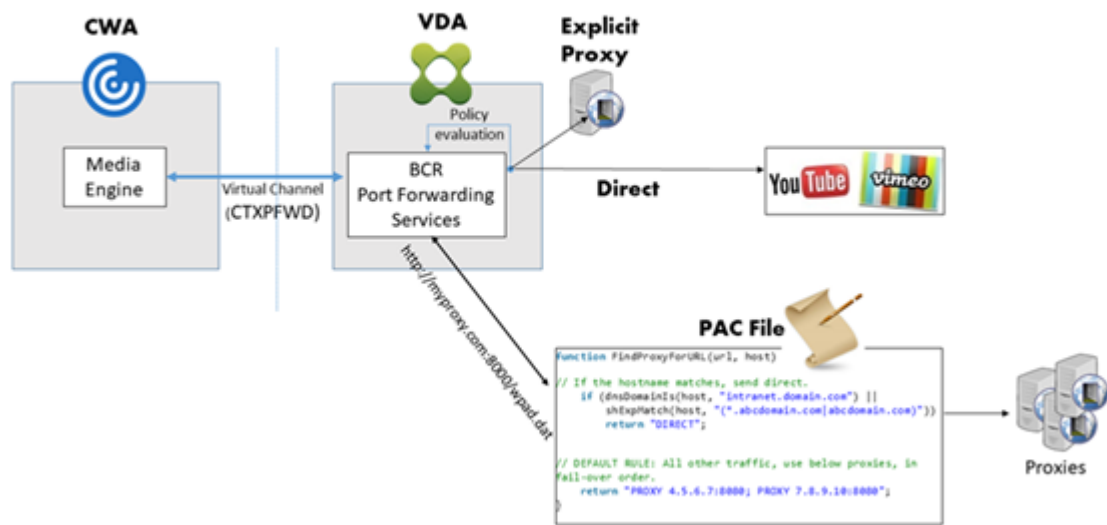 CWA
VDA
Explicit
Proxy
Policy
evaluation
Media
Engine
BCR
Port Forwarding
Services
Virtual Channel
(CTXPFWD)
Direct
YouTube
vimeo
http://myproxy.com:8000/wpad.dat
PAC File
function FindProxyForURL(url, host)
// If the hostname matches, send direct.
if (dnsDomainIs(host, "intranet.domain.com") ||
shExpMatch(host, "(*.abcdomain.com|abcdomain.com)"))
return "DIRECT";
// DEFAULT RULE: All other traffic, use below proxies, in
fail-over order.
return "PROXY 4.5.6.7:8080; PROXY 7.8.9.10:8080";
}
Proxies